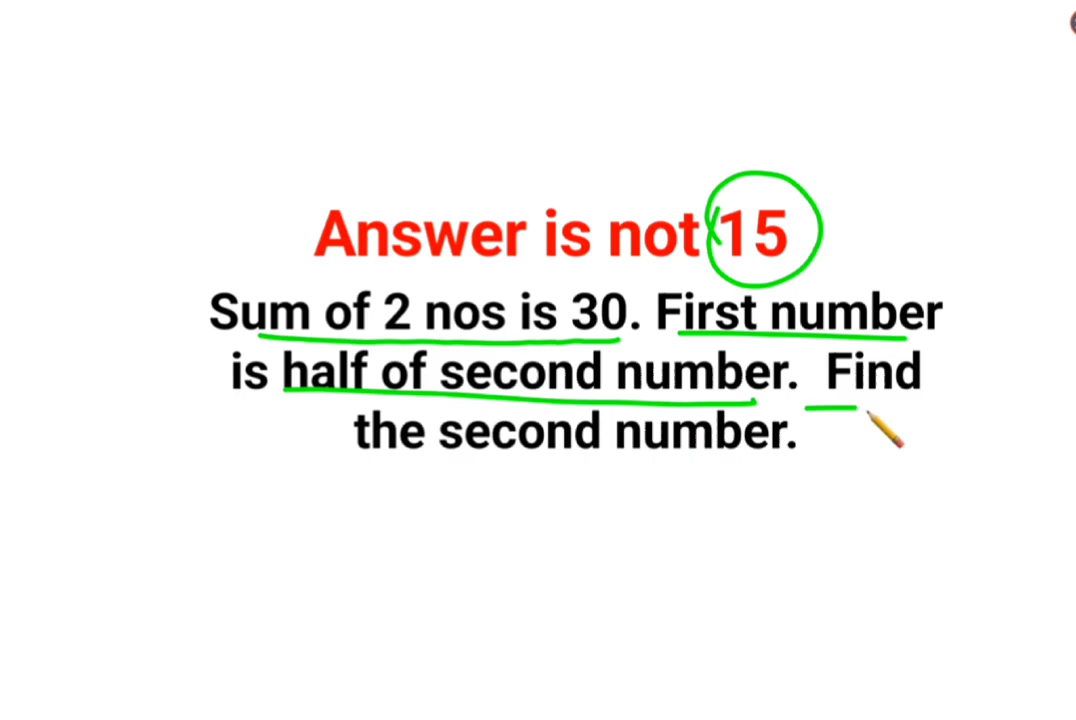 Answer is not 15
Sum of 2 nos is 30. First number
is half of second number. Find
the second number.